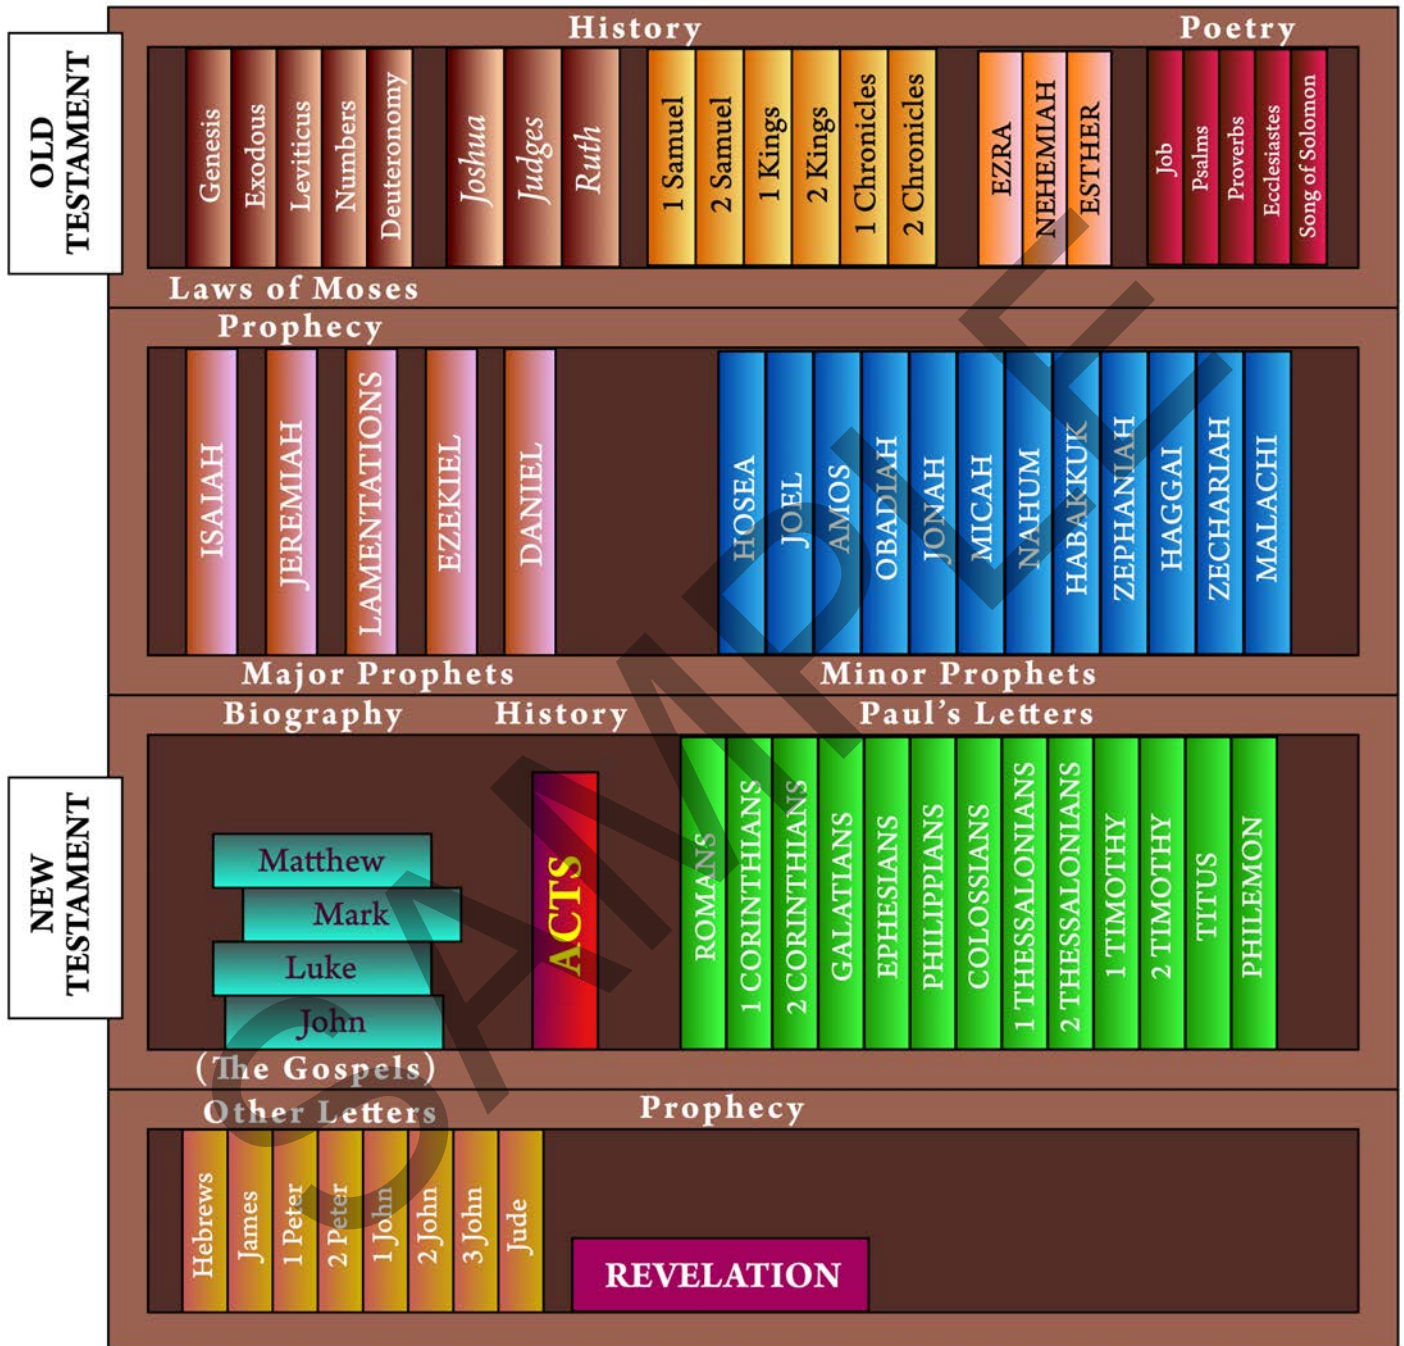 OLD
TESTAMENT
History
Poetry
Genesis
Exodous
Leviticus
Numbers
Deuteronomy
Joshua
Judges
Ruth
1 Samuel
2 Samuel
1 Kings
2 Kings
1 Chronicles
2 Chronicles
EZRA
NEHEMIAH
ESTHER
Job
Psalms
Proverbs
Ecclesiastes
Song of Solomon
Laws of Moses
Prophecy
ISAIAH
JEREMIAH
LAMENTATIONS
EZEKIEL
DANIEL
HOSEA
JOEL
AMOS
OBADIAH
JONAH
MICAH
NAHUM
HABAKKUK
ZEPHANIAH
HAGGAI
ZECHARIAH
MALACHI
Major Prophets
Minor Prophets
NEW
TESTAMENT
Biography
History
Paul's Letters
Matthew
Mark
Luke
John
ACTS
ROMANS
1 CORINTHIANS
2 CORINTHIANS
GALATIANS
EPHESIANS
PHILIPPIANS
COLOSSIANS
1 THESSALONIANS
2 THESSALONIANS
1 TIMOTHY
2 TIMOTHY
TITUS
PHILEMON
(The Gospels)
Other Letters
Prophecy
Hebrews
James
1 Peter
2 Peter
1 John
2 John
3 John
Jude
REVELATION
SAMPLE